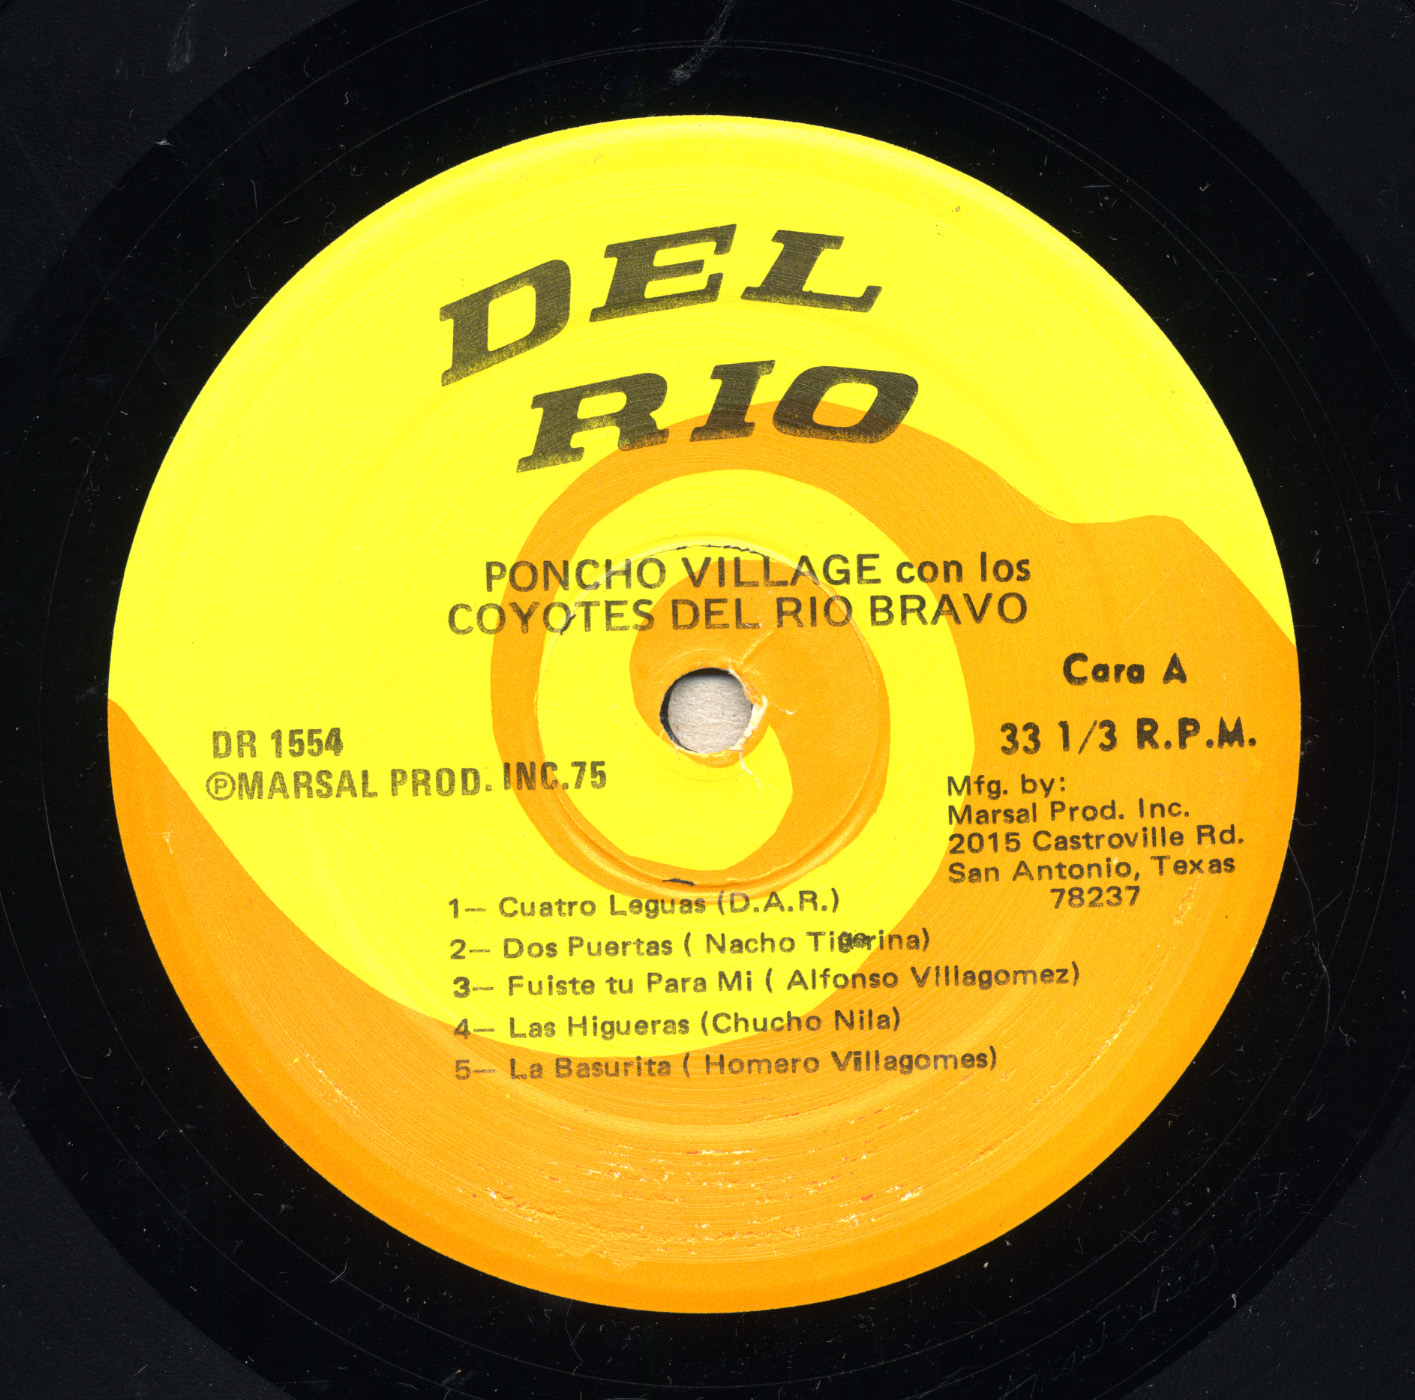 DEL
RIO
PONCHO VILLAGE con los
COYOTES DEL RIO BRAVO
Cara A
33 1/3 R.P.M.
DR 1554
℗MARSAL PROD. INC.75
Mfg. by:
Marsal Prod. Inc.
2015 Castroville Rd.
San Antonio, Texas
78237
1— Cuatro Leguas (D.A.R.)
2— Dos Puertas ( Nacho Tigerina)
3— Fuiste tu Para Mi ( Alfonso Villagomez)
4— Las Higueras (Chucho Nila)
5— La Basurita ( Homero Villagomes)